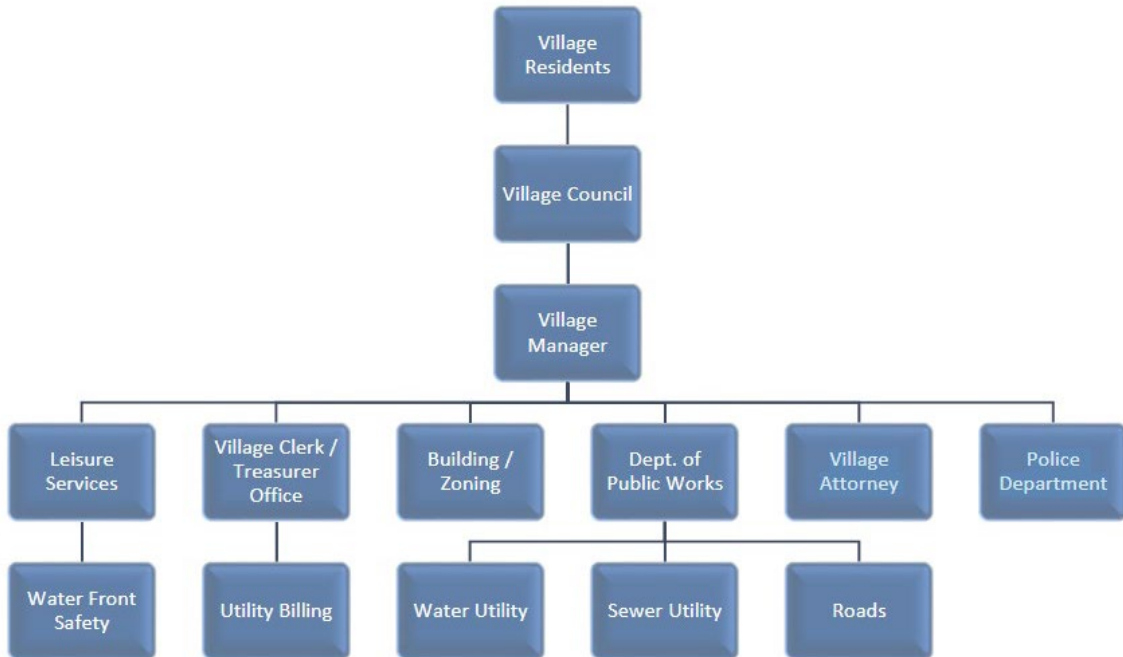 Village
Residents
Village Council
Village
Manager
Leisure
Services
Village Clerk /
Treasurer
Office
Building /
Zoning
Dept. of
Public Works
Village
Attorney
Police
Department
Water Front
Safety
Utility Billing
Water Utility
Sewer Utility
Roads